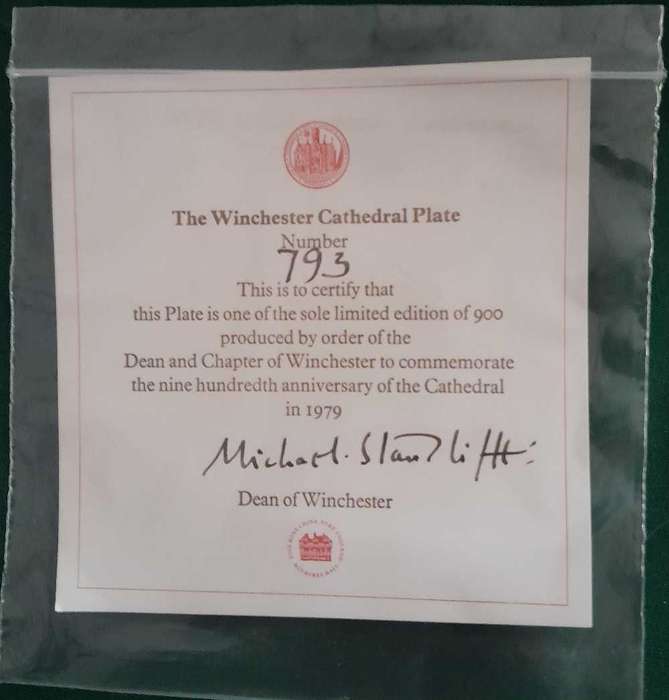 The Winchester Cathedral Plate
Number
793
This is to certify that
this Plate is one of the sole limited edition of 900
produced by order of the
Dean and Chapter of Winchester to commemorate
the nine hundredth anniversary of the Cathedral
in 1979
Michael. Stancliffe:
Dean of Winchester